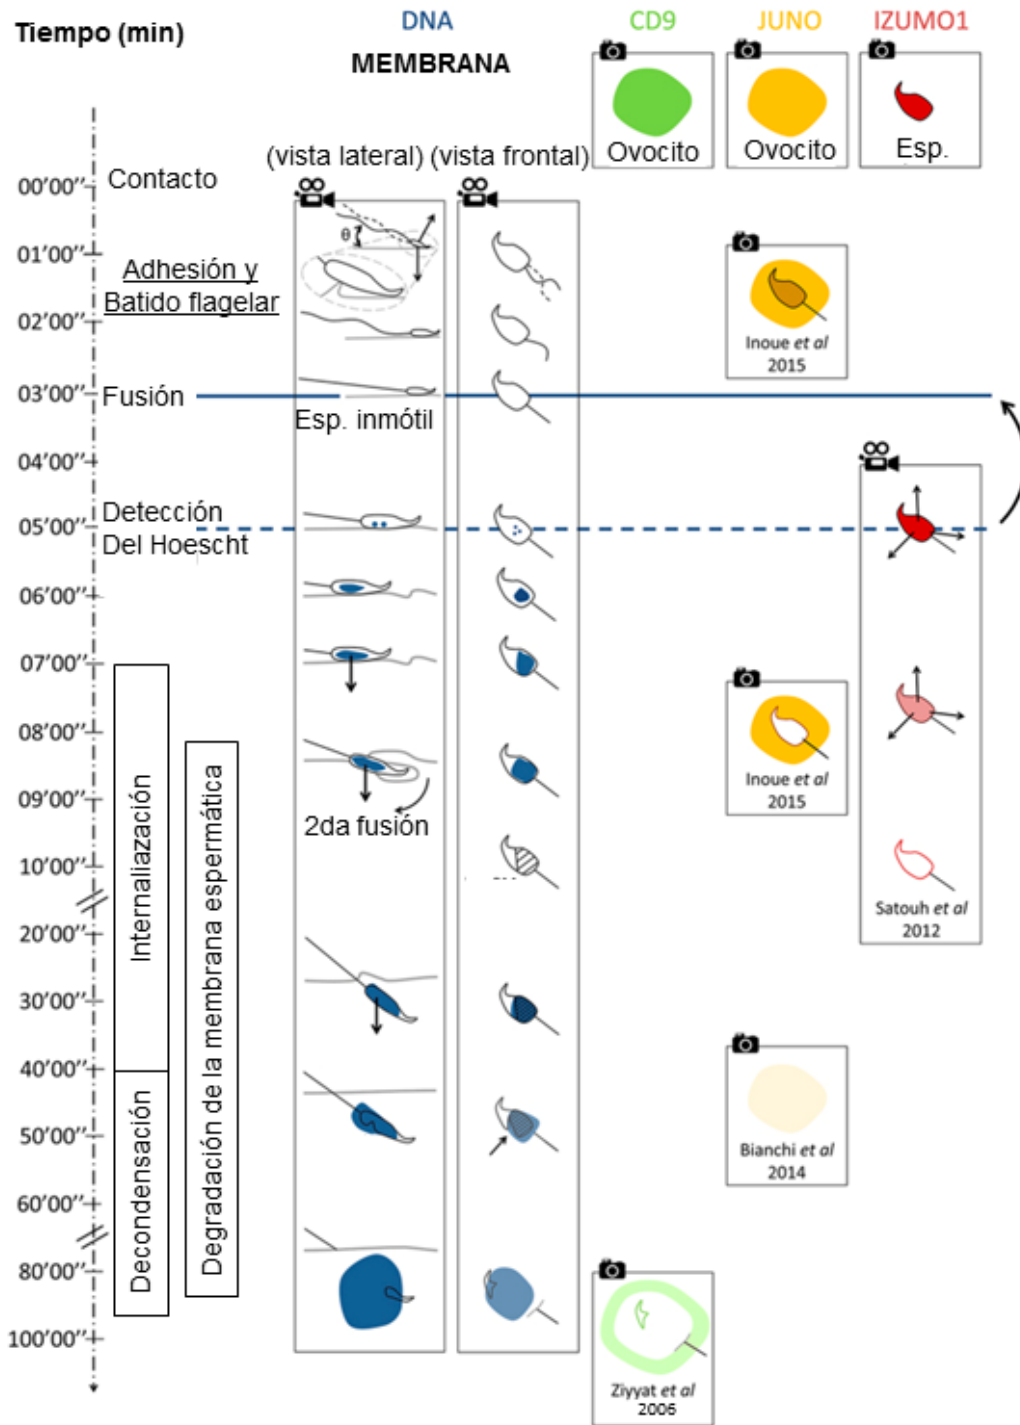 Tiempo (min)
DNA
CD9
JUNO
IZUMO1
MEMBRANA
Ovocito
Ovocito
Esp.
(vista lateral)
(vista frontal)
00’00’’
Contacto
θ
01’00’’
Adhesión y
Batido flagelar
02’00’’
Inoue et al
2015
03’00’’
Fusión
Esp. inmótil
04’00’’
Detección
05’00’’
Del Hoescht
06’00’’
07’00’’
08’00’’
Inoue et al
2015
09’00’’
2da fusión
10’00’’
Satouh et al
2012
20’00’’
30’00’’
40’00’’
50’00’’
Bianchi et al
2014
60’00’’
80’00’’
100’00’’
Ziyyat et al
2006
Internaliazación
Decondensación
Degradación de la membrana espermática